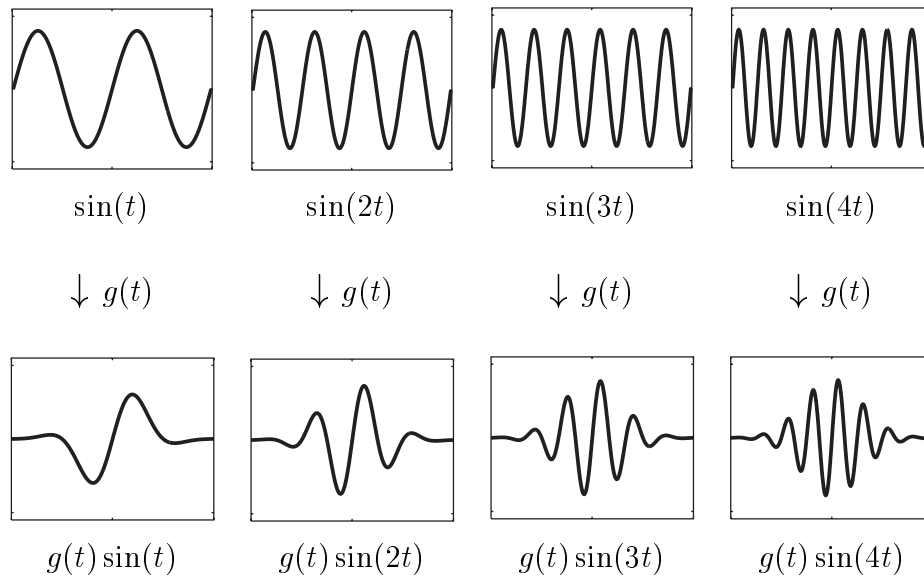 sin(t) sin(2t) sin(3t) sin(4t)
↓ g(t) ↓ g(t) ↓ g(t) ↓ g(t)
g(t) sin(t) g(t) sin(2t) g(t) sin(3t) g(t) sin(4t)